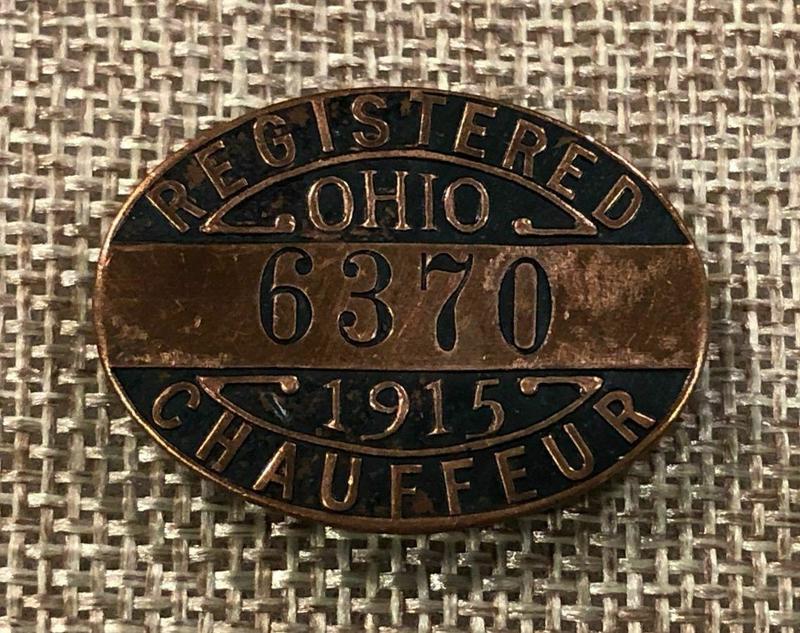 REGISTERED
OHIO
6370
1915
CHAUFFEUR